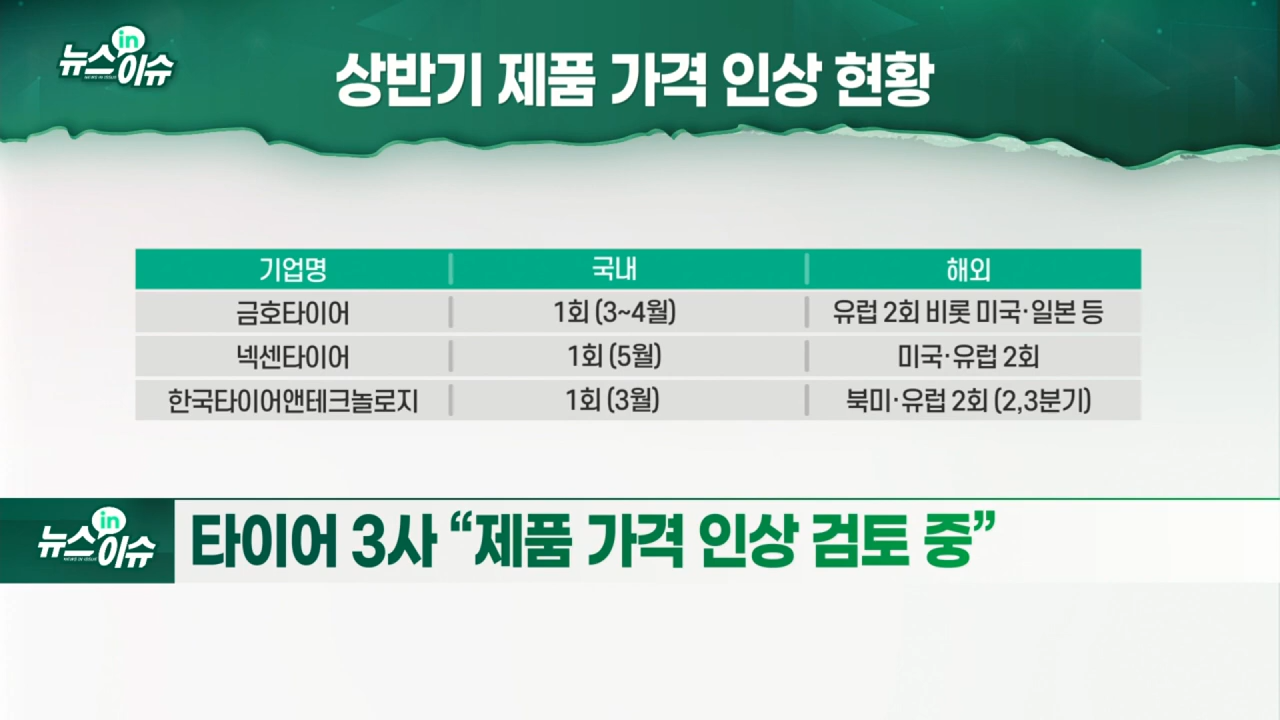 뉴스in이슈
상반기 제품 가격 인상 현황
기업명 국내 해외
금호타이어 1회 (3~4월) 유럽 2회 비롯 미국·일본 등
넥센타이어 1회 (5월) 미국·유럽 2회
한국타이어앤테크놀로지 1회 (3월) 북미·유럽 2회 (2,3분기)
뉴스in이슈
타이어 3사 “제품 가격 인상 검토 중”